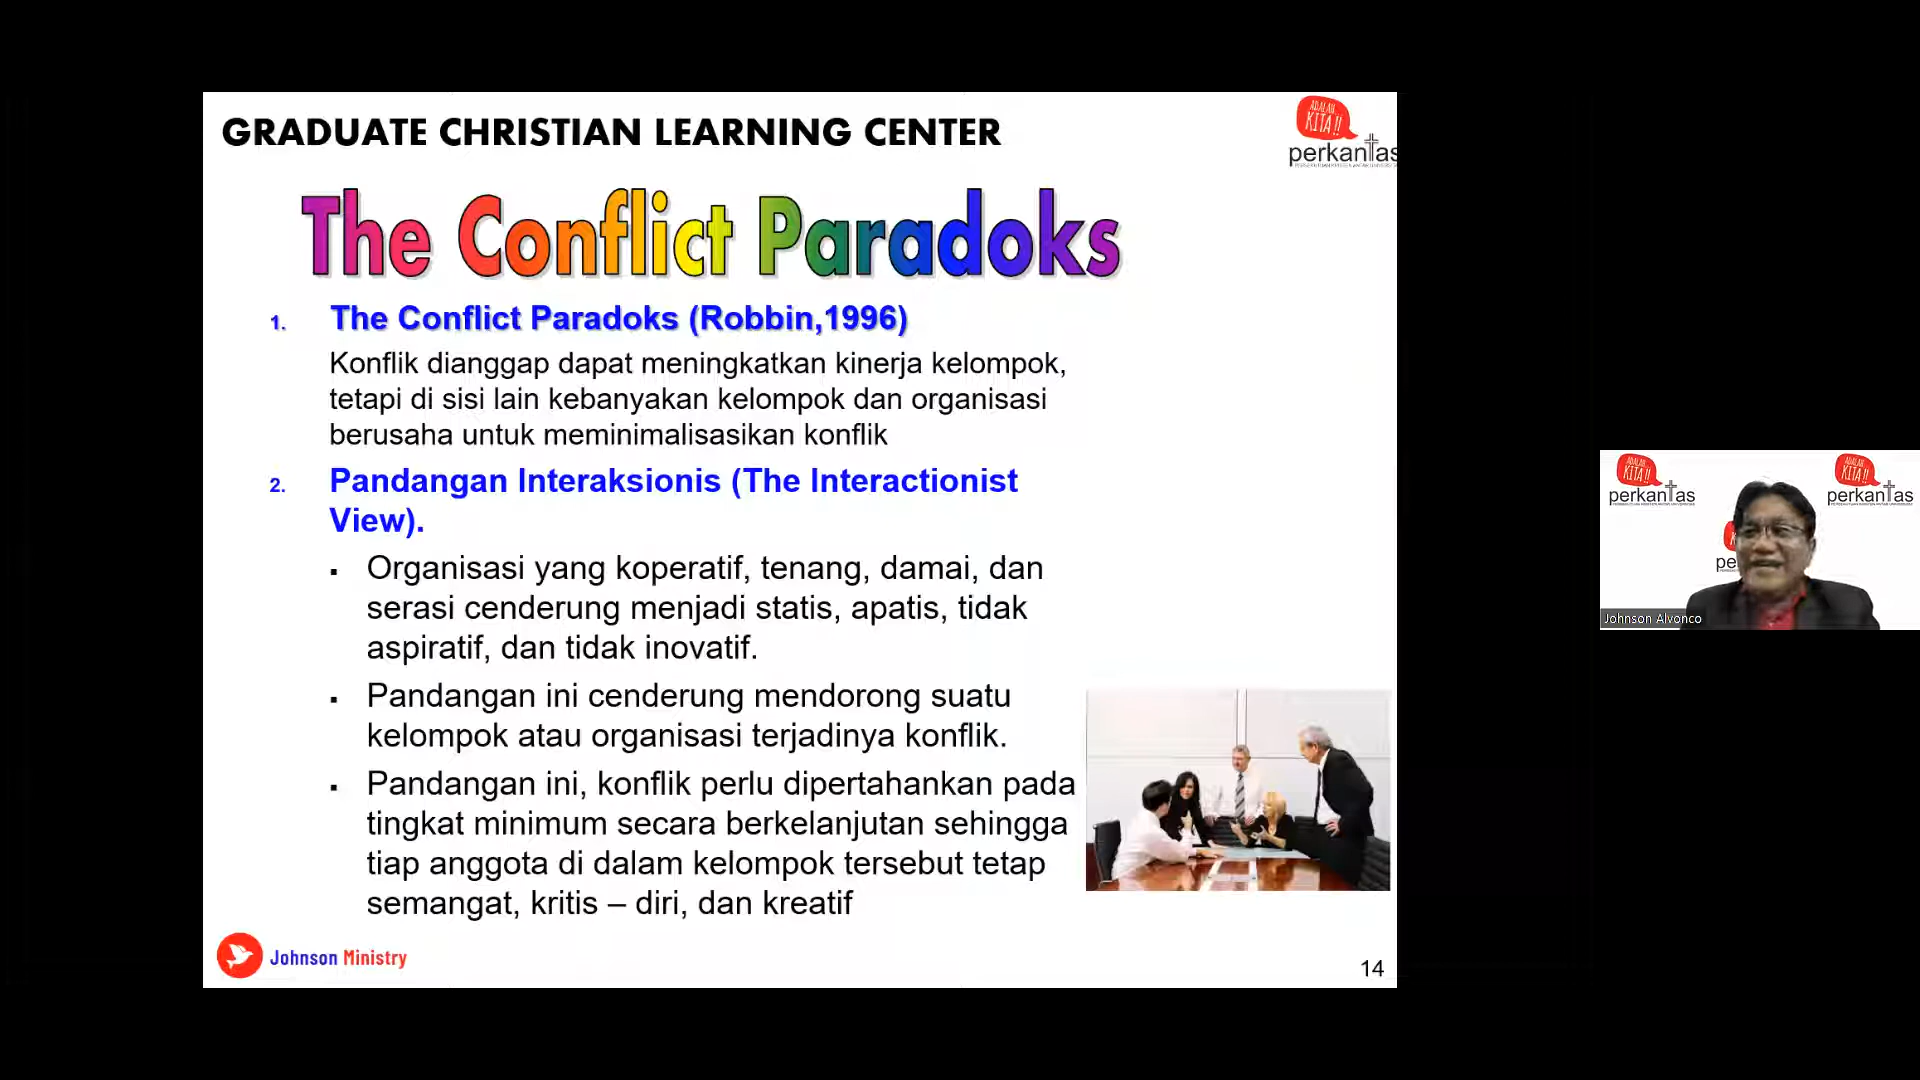 GRADUATE CHRISTIAN LEARNING CENTER
ADALAH..
KITA!!
perkantas
The Conflict Paradoks
1. The Conflict Paradoks (Robbin,1996)
Konflik dianggap dapat meningkatkan kinerja kelompok,
tetapi di sisi lain kebanyakan kelompok dan organisasi
berusaha untuk meminimalisasikan konflik
2. Pandangan Interaksionis (The Interactionist
View).
▪ Organisasi yang koperatif, tenang, damai, dan
serasi cenderung menjadi statis, apatis, tidak
aspiratif, dan tidak inovatif.
▪ Pandangan ini cenderung mendorong suatu
kelompok atau organisasi terjadinya konflik.
▪ Pandangan ini, konflik perlu dipertahankan pada
tingkat minimum secara berkelanjutan sehingga
tiap anggota di dalam kelompok tersebut tetap
semangat, kritis – diri, dan kreatif
Johnson Ministry
14
ADALAH..
KITA!!
perkantas
ADALAH..
KITA!!
perkantas
pe
Johnson Alvonco